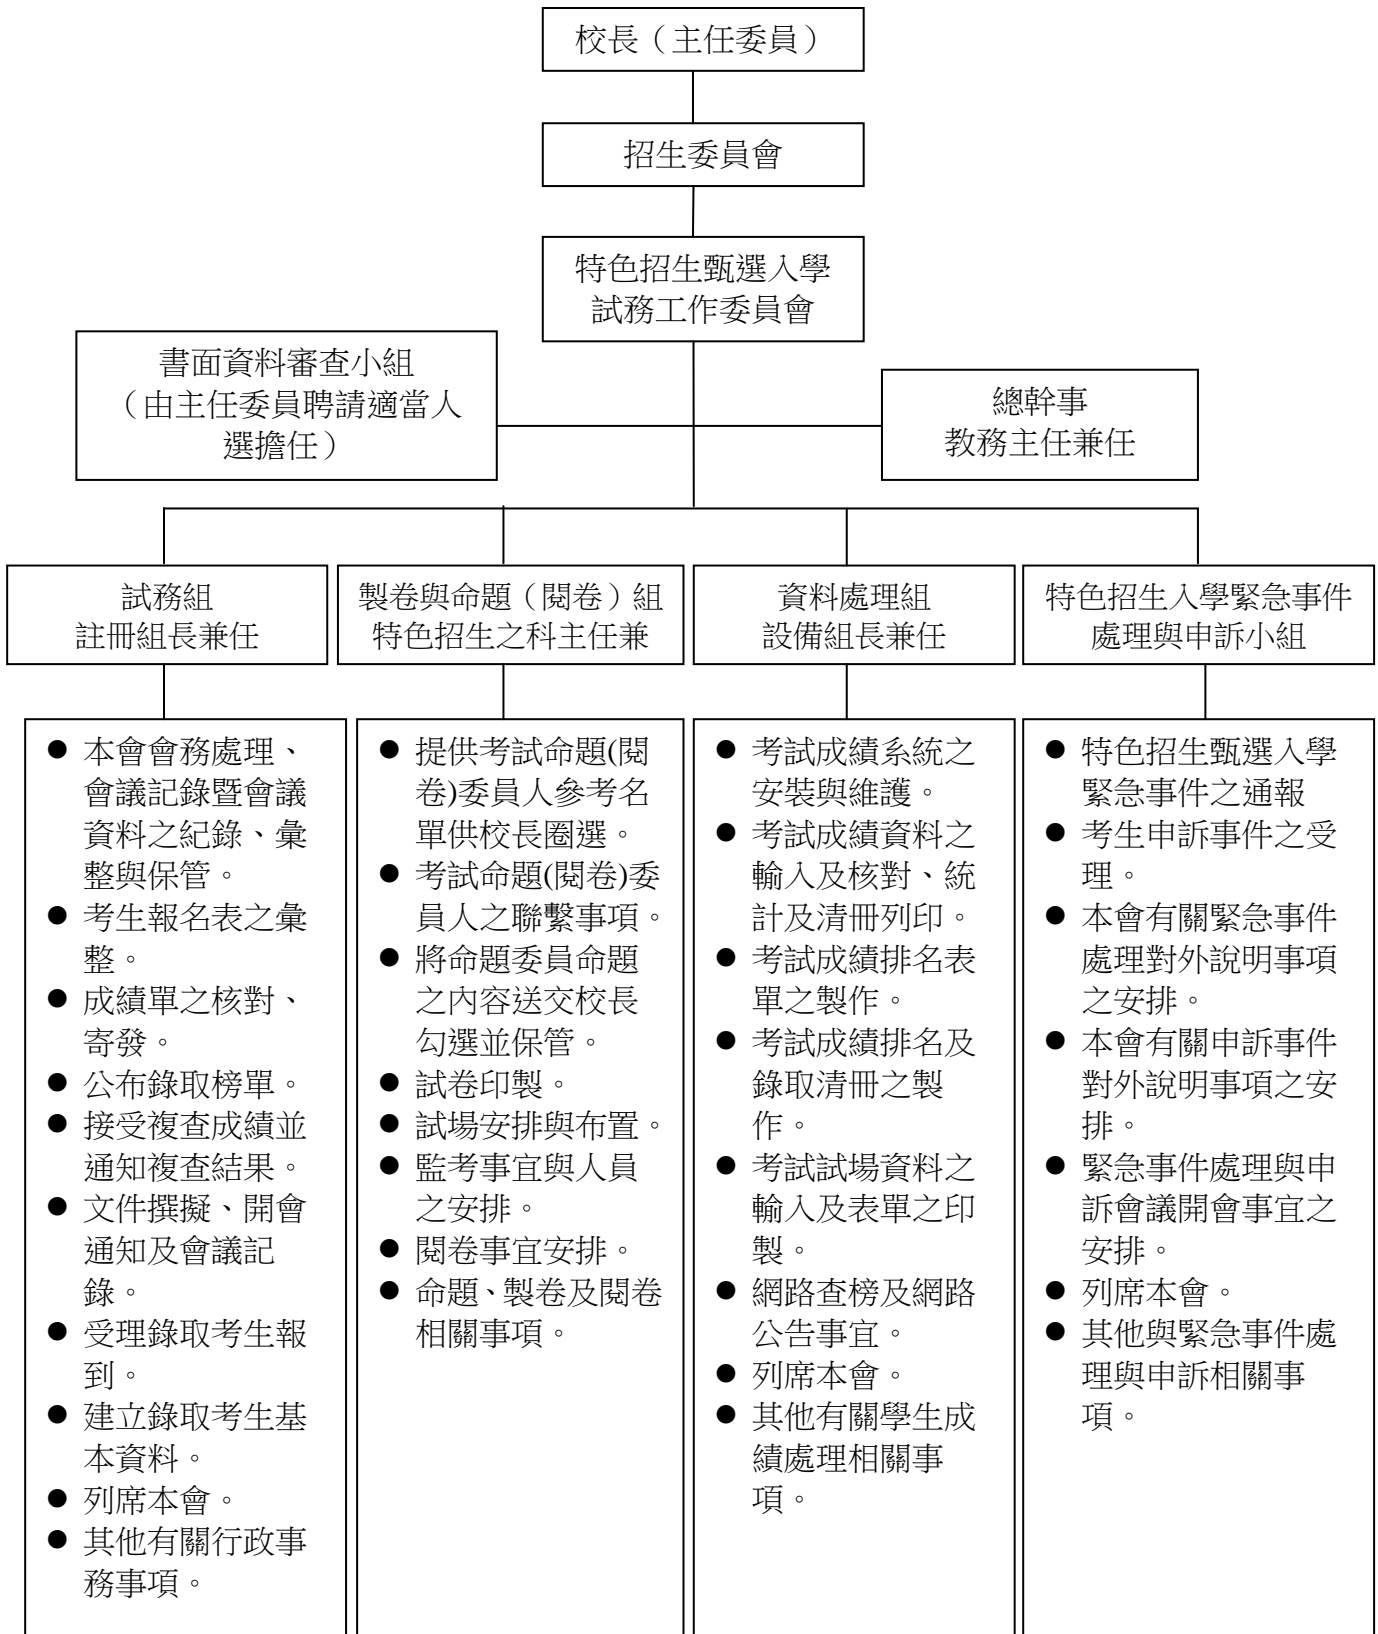 校長（主任委員）
招生委員會
特色招生甄選入學
試務工作委員會
書面資料審查小組
（由主任委員聘請適當人
選擔任）
總幹事
教務主任兼任
試務組
註冊組長兼任
製卷與命題（閱卷）組
特色招生之科主任兼
資料處理組
設備組長兼任
特色招生入學緊急事件
處理與申訴小組
● 本會會務處理、
會議記錄暨會議
資料之紀錄、彙
整與保管。
● 考生報名表之彙
整。
● 成績單之核對、
寄發。
● 公布錄取榜單。
● 接受複查成績並
通知複查結果。
● 文件撰擬、開會
通知及會議記
錄。
● 受理錄取考生報
到。
● 建立錄取考生基
本資料。
● 列席本會。
● 其他有關行政事
務事項。
● 提供考試命題(閱
卷)委員人參考名
單供校長圈選。
● 考試命題(閱卷)委
員人之聯繫事項。
● 將命題委員命題
之內容送交校長
勾選並保管。
● 試卷印製。
● 試場安排與布置。
● 監考事宜與人員
之安排。
● 閱卷事宜安排。
● 命題、製卷及閱卷
相關事項。
● 考試成績系統之
安裝與維護。
● 考試成績資料之
輸入及核對、統
計及清冊列印。
● 考試成績排名表
單之製作。
● 考試成績排名及
錄取清冊之製
作。
● 考試試場資料之
輸入及表單之印
製。
● 網路查榜及網路
公告事宜。
● 列席本會。
● 其他有關學生成
績處理相關事
項。
● 特色招生甄選入學
緊急事件之通報
● 考生申訴事件之受
理。
● 本會有關緊急事件
處理對外說明事項
之安排。
● 本會有關申訴事件
對外說明事項之安
排。
● 緊急事件處理與申
訴會議開會事宜之
安排。
● 列席本會。
● 其他與緊急事件處
理與申訴相關事
項。